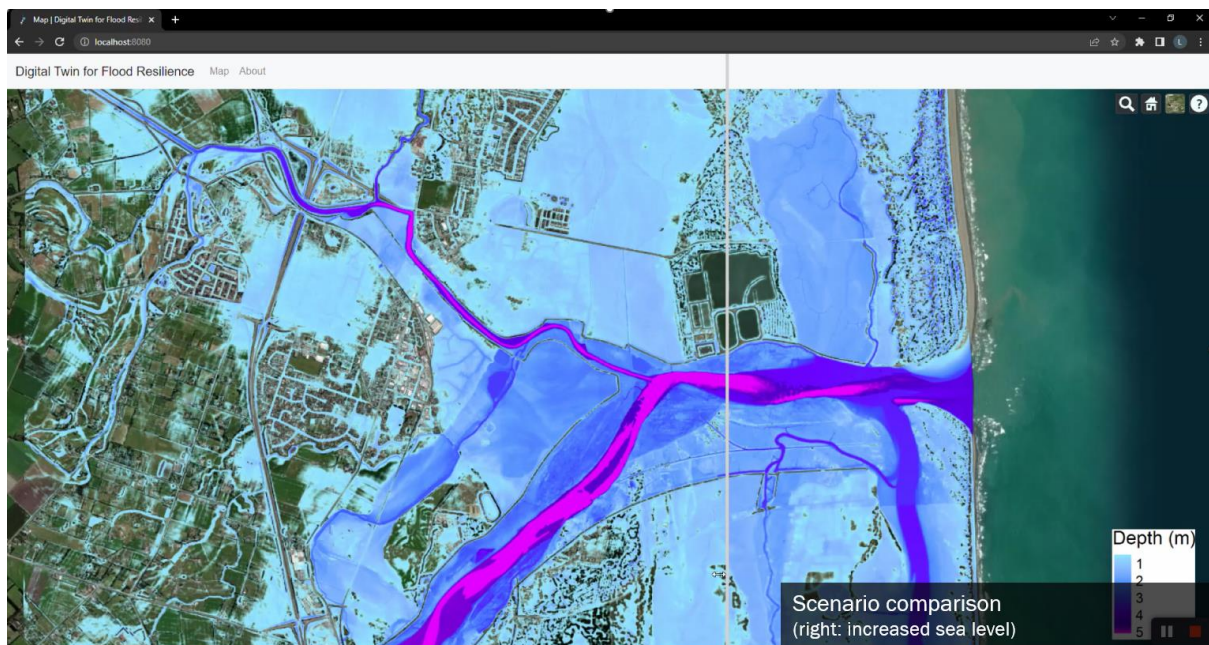 Map | Digital Twin for Flood Resil
localhost:8080
L
Digital Twin for Flood Resilience Map About
?
Depth (m)
1
2
3
4
5
Scenario comparison
(right: increased sea level)